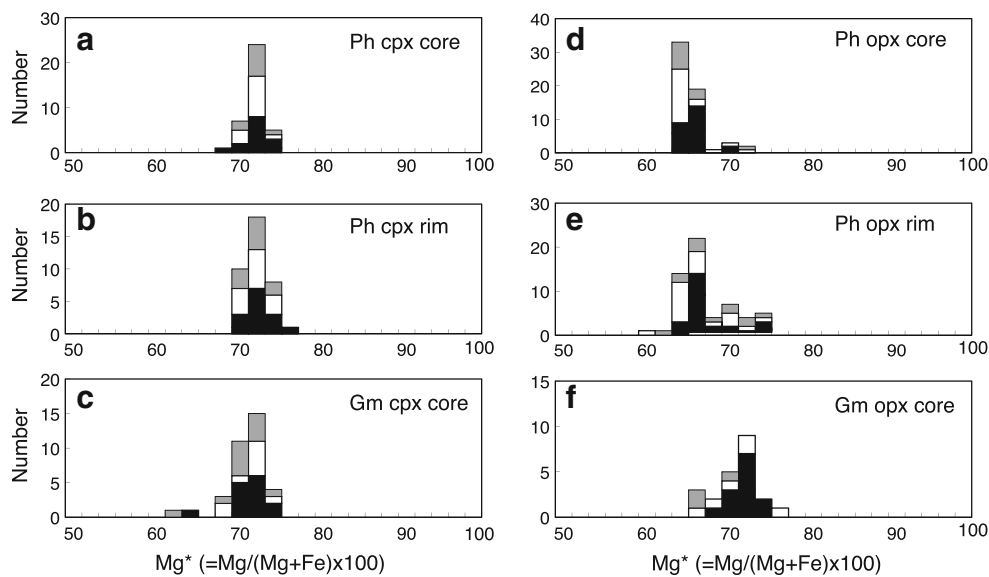 a
Ph cpx core
Number
30
20
10
0
50 60 70 80 90 100
d
Ph opx core
40
30
20
10
0
50 60 70 80 90 100
b
Ph cpx rim
Number
20
15
10
5
0
50 60 70 80 90 100
e
Ph opx rim
30
20
10
0
50 60 70 80 90 100
c
Gm cpx core
Number
20
15
10
5
0
50 60 70 80 90 100
Mg* (=Mg/(Mg+Fe)x100)
f
Gm opx core
15
10
5
0
50 60 70 80 90 100
Mg* (=Mg/(Mg+Fe)x100)